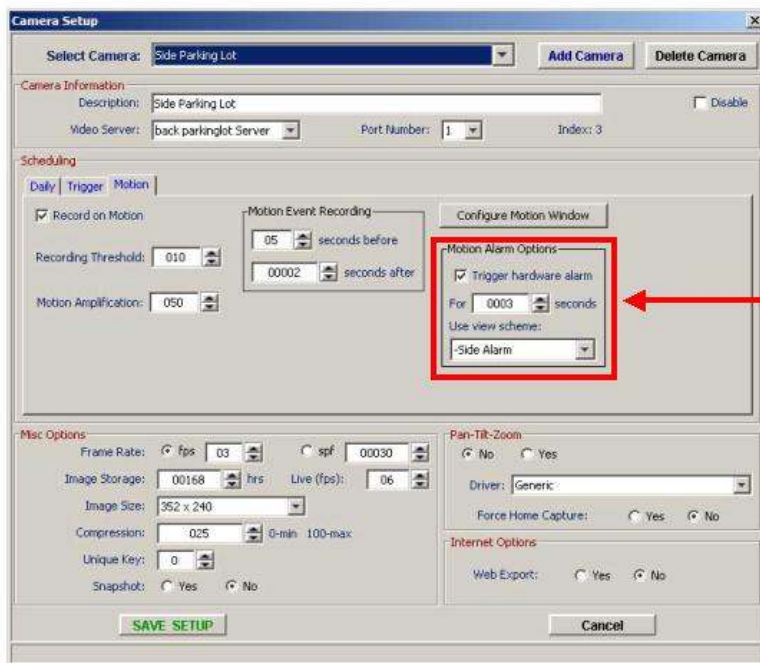 Camera Setup
Select Camera: Side Parking Lot Add Camera Delete Camera
Camera Information
Description: Side Parking Lot Disable
Video Server: back parkinglot Server Port Number: 1 Index: 3
Scheduling
Daily Trigger Motion
Record on Motion
Recording Threshold: 010
Motion Amplification: 050
Motion Event Recording
05 seconds before
00002 seconds after
Configure Motion Window
Motion Alarm Options
Trigger hardware alarm
For 0003 seconds
Use view scheme:
-Side Alarm
Misc Options
Frame Rate: fps 03 spf 00030
Image Storage: 00168 hrs Live (fps): 06
Image Size: 352 x 240
Compression: 025 0-min 100-max
Unique Key: 0
Snapshot: Yes No
Pan-Tilt-Zoom
No Yes
Driver: Generic
Force Home Capture: Yes No
Internet Options
Web Export: Yes No
SAVE SETUP Cancel